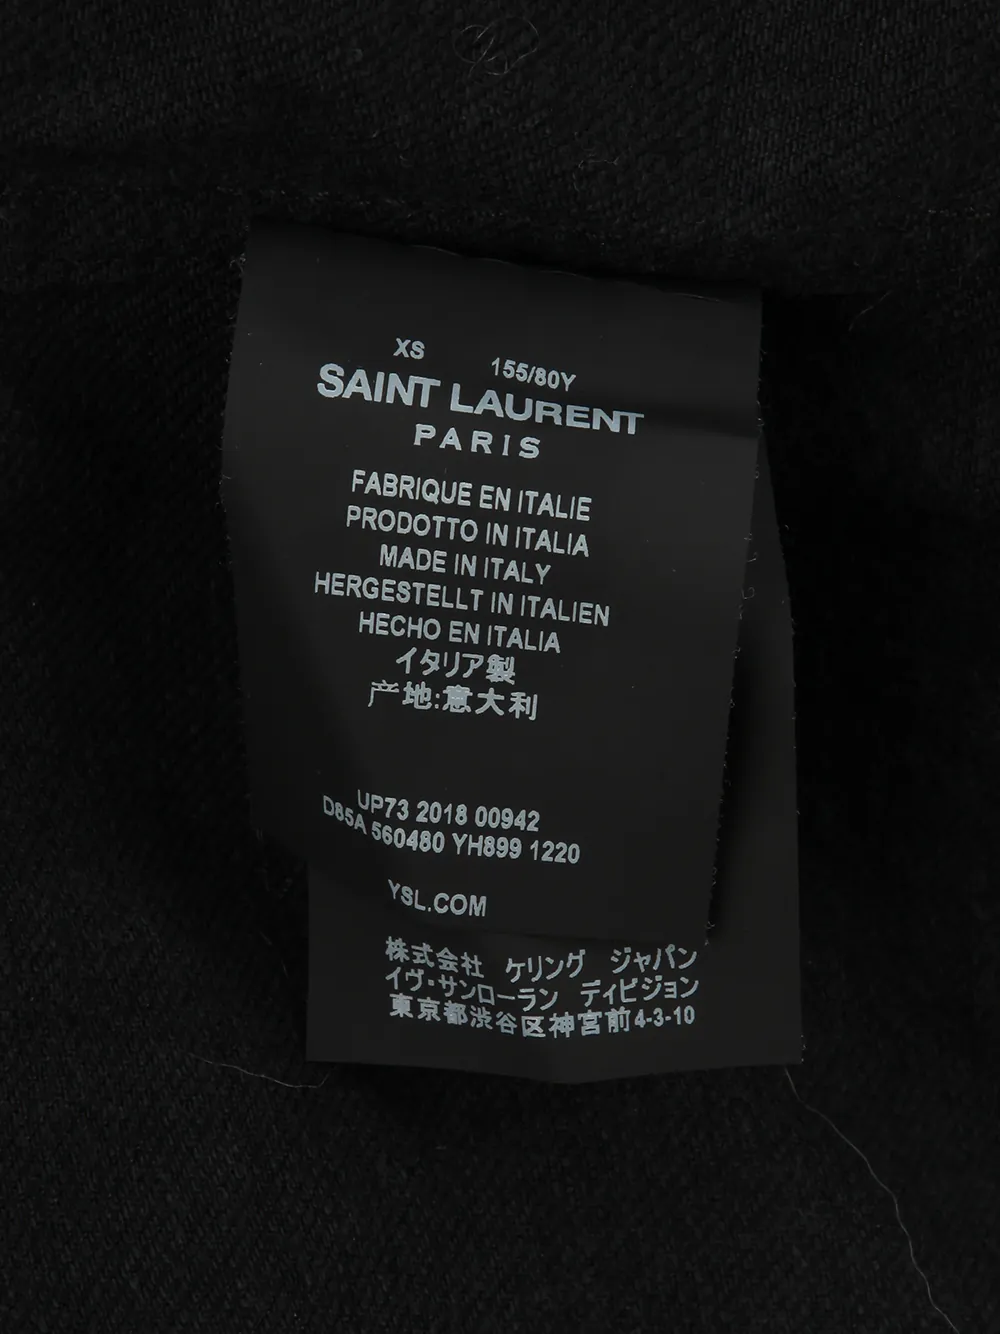 XS 155/80Y
SAINT LAURENT
PARIS
FABRIQUE EN ITALIE
PRODOTTO IN ITALIA
MADE IN ITALY
HERGESTELLT IN ITALIEN
HECHO EN ITALIA
イタリア製
产地:意大利
UP73 2018 00942
D85A 560480 YH899 1220
YSL.COM
株式会社 ケリング ジャパン
イヴ・サンローラン ディビジョン
東京都渋谷区神宮前4-3-10